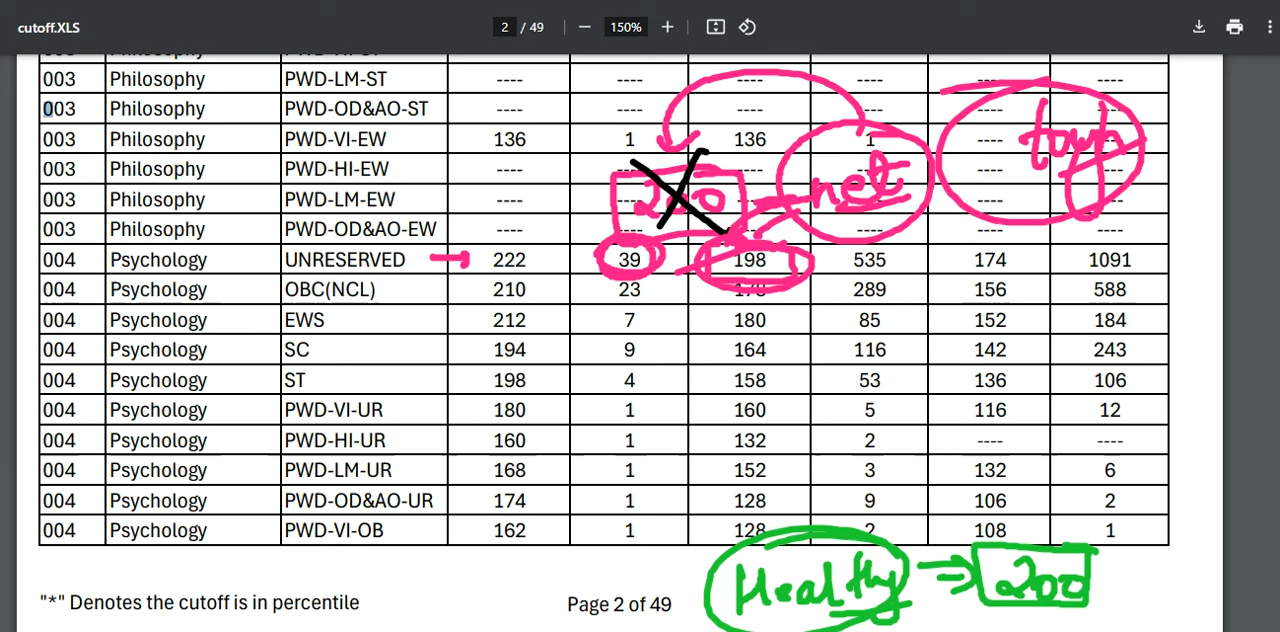 cutoff.XLS 2 / 49 150%
003 Philosophy PWD-LM-ST ---- ---- ---- ---- ---- ----
003 Philosophy PWD-OD&AO-ST ---- ---- ---- ---- ---- ----
003 Philosophy PWD-VI-EW 136 1 136 1 ---- ----
town
003 Philosophy PWD-HI-EW ---- ---- ---- ---- ---- ----
net
003 Philosophy PWD-LM-EW ---- ---- ---- ---- ---- ----
200
003 Philosophy PWD-OD&AO-EW ---- ---- ---- ---- ---- ----
004 Psychology UNRESERVED 222 39 198 535 174 1091
004 Psychology OBC(NCL) 210 23 178 289 156 588
004 Psychology EWS 212 7 180 85 152 184
004 Psychology SC 194 9 164 116 142 243
004 Psychology ST 198 4 158 53 136 106
004 Psychology PWD-VI-UR 180 1 160 5 116 12
004 Psychology PWD-HI-UR 160 1 132 2 ---- ----
004 Psychology PWD-LM-UR 168 1 152 3 132 6
004 Psychology PWD-OD&AO-UR 174 1 128 9 106 2
004 Psychology PWD-VI-OB 162 1 128 2 108 1
Healthy 200
"*" Denotes the cutoff is in percentile Page 2 of 49